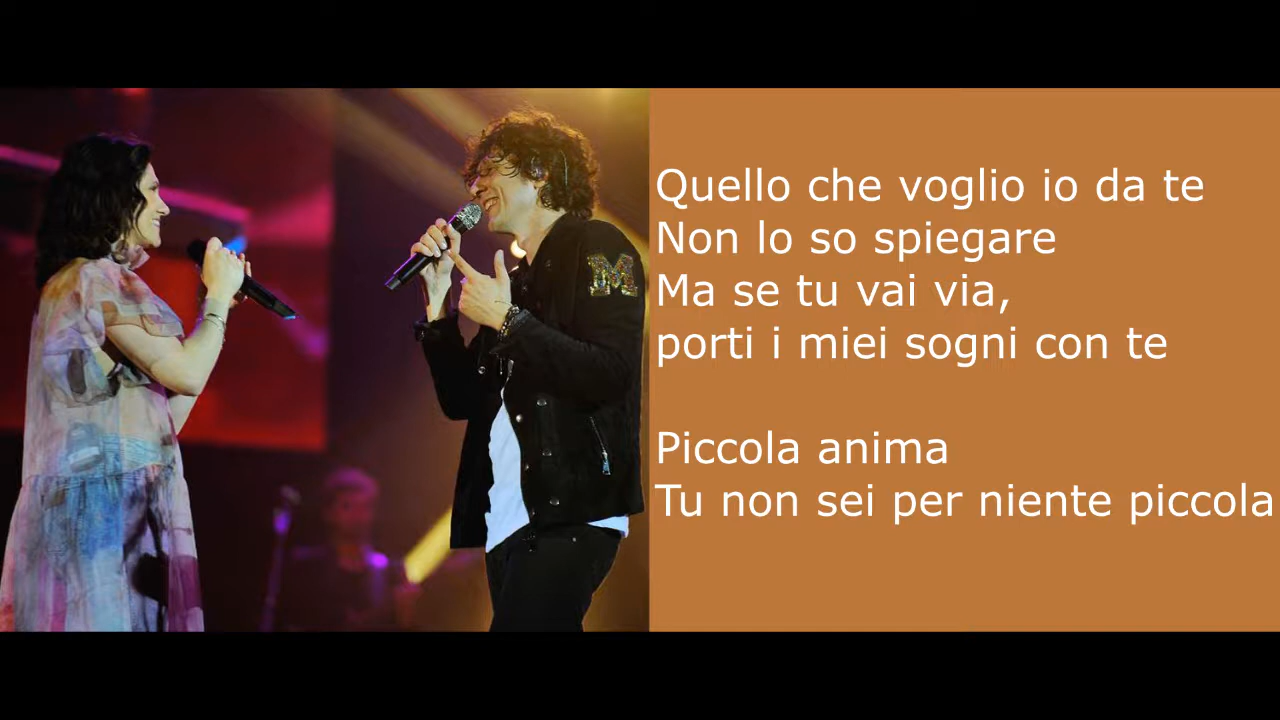 Quello che voglio io da te
Non lo so spiegare
Ma se tu vai via,
porti i miei sogni con te
Piccola anima
Tu non sei per niente piccola
M